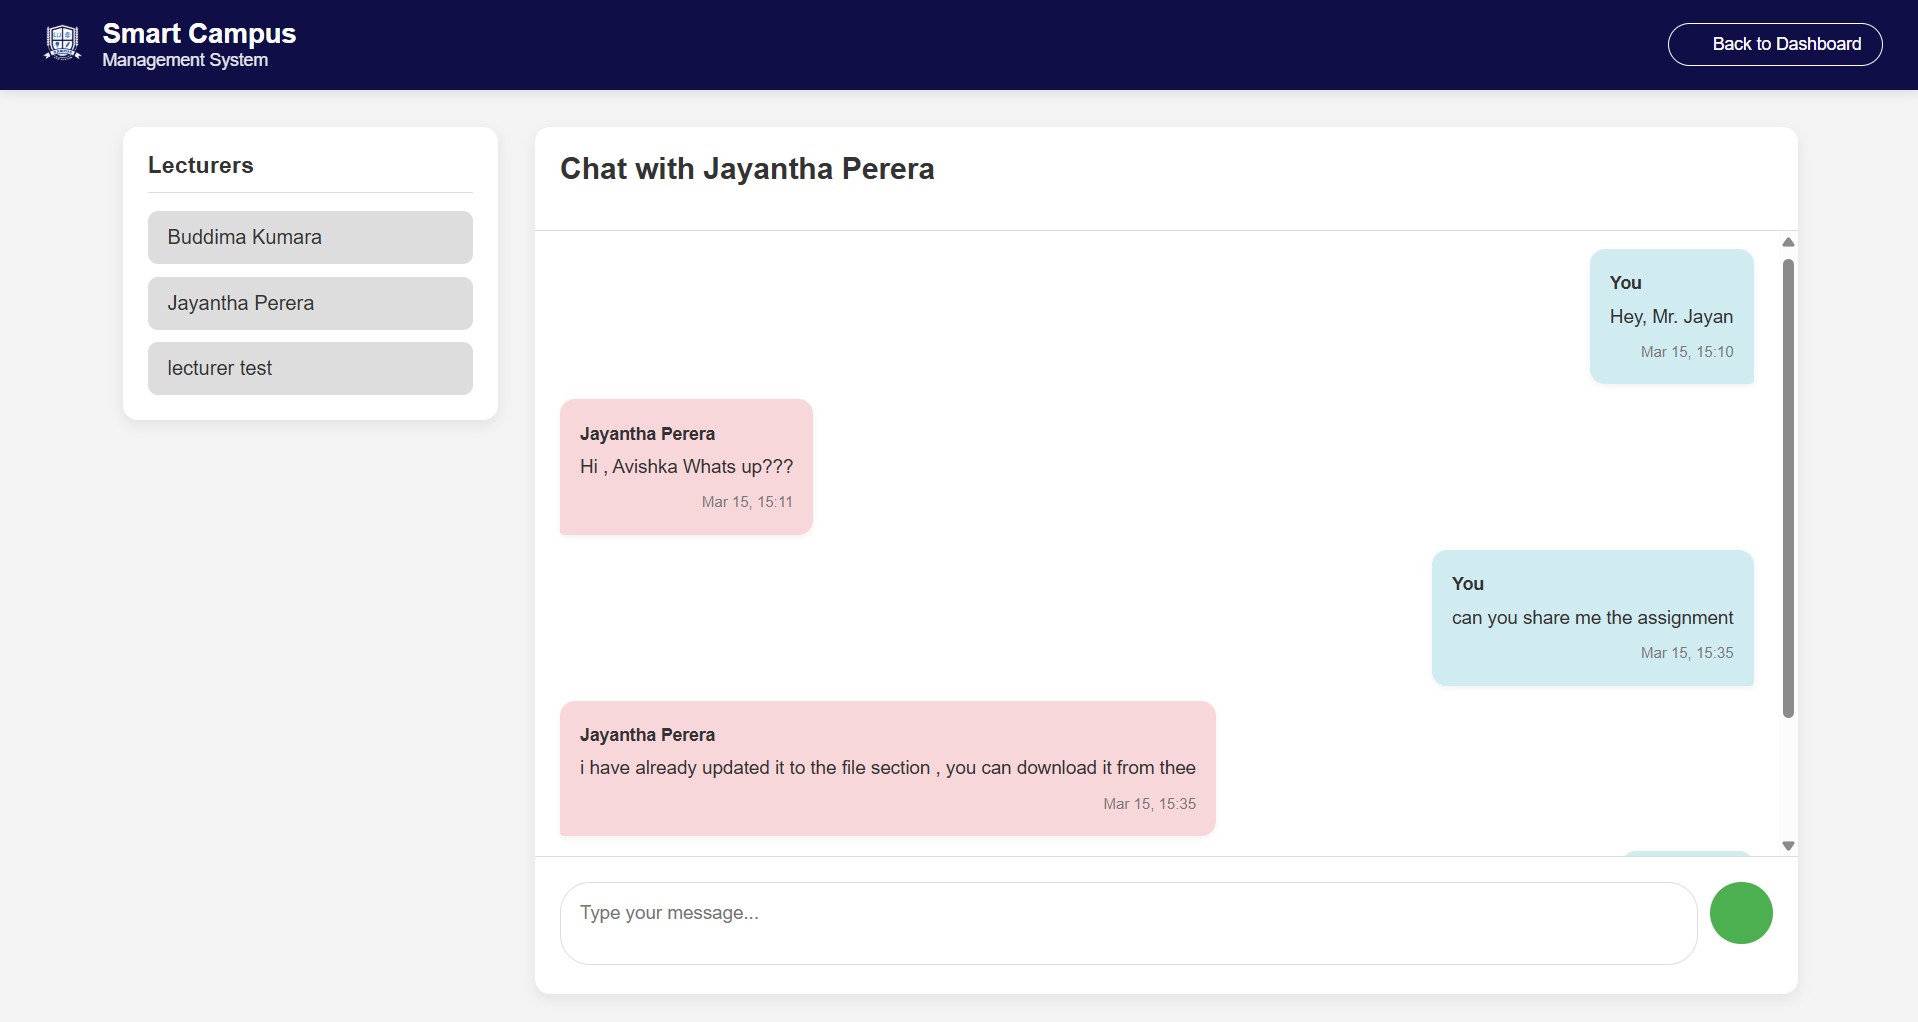 Smart Campus
Management System
Back to Dashboard
Lecturers
Buddima Kumara
Jayantha Perera
lecturer test
Chat with Jayantha Perera
You
Hey, Mr. Jayan
Mar 15, 15:10
Jayantha Perera
Hi , Avishka Whats up???
Mar 15, 15:11
You
can you share me the assignment
Mar 15, 15:35
Jayantha Perera
i have already updated it to the file section , you can download it from thee
Mar 15, 15:35
Type your message...